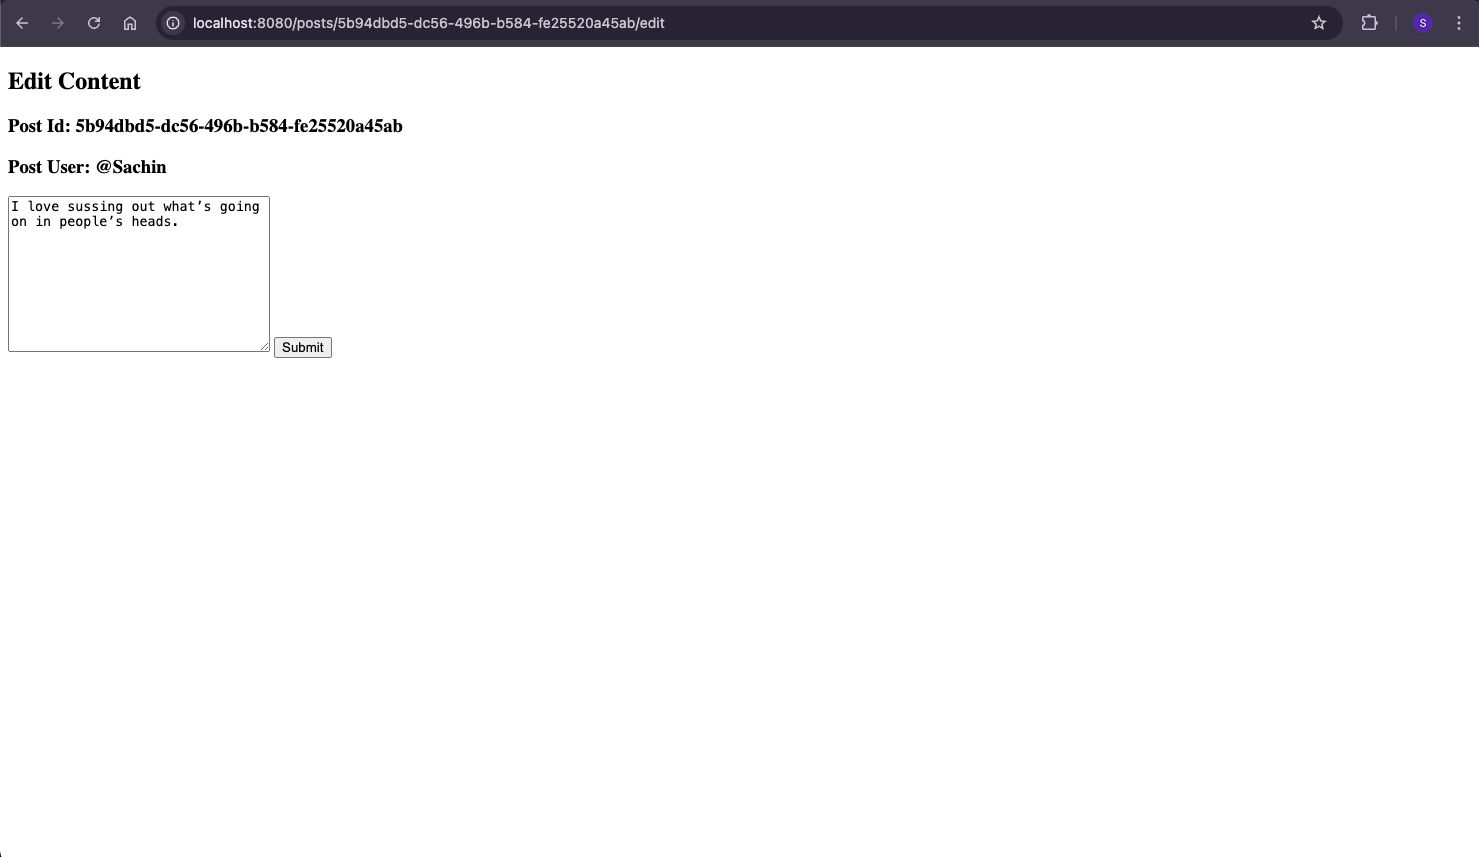 localhost:8080/posts/5b94dbd5-dc56-496b-b584-fe25520a45ab/edit
S
Edit Content
Post Id: 5b94dbd5-dc56-496b-b584-fe25520a45ab
Post User: @Sachin
I love sussing out what’s going
on in people’s heads.
Submit